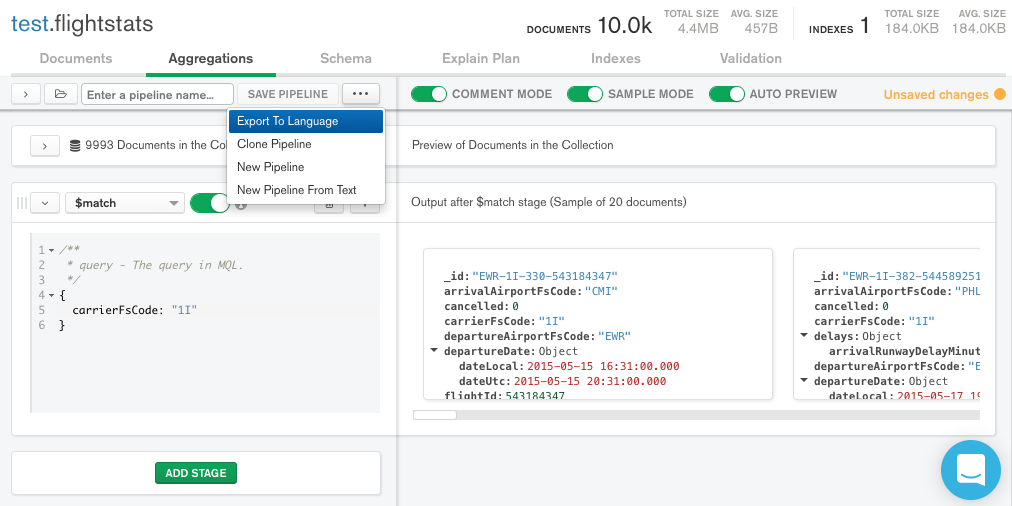 test.flightstats
DOCUMENTS 10.0k
TOTAL SIZE 4.4MB
AVG. SIZE 457B
INDEXES 1
TOTAL SIZE 184.0KB
AVG. SIZE 184.0KB
Documents Aggregations Schema Explain Plan Indexes Validation
Enter a pipeline name... SAVE PIPELINE ••• COMMENT MODE SAMPLE MODE AUTO PREVIEW Unsaved changes
Export To Language
Clone Pipeline
New Pipeline
New Pipeline From Text
9993 Documents in the Col
Preview of Documents in the Collection
$match
Output after $match stage (Sample of 20 documents)
1 /**
2 * query - The query in MQL.
3 */
4 {
5 carrierFsCode: "1I"
6 }
_id: "EWR-1I-330-543184347"
arrivalAirportFsCode: "CMI"
cancelled: 0
carrierFsCode: "1I"
departureAirportFsCode: "EWR"
departureDate: Object
dateLocal: 2015-05-15 16:31:00.000
dateUtc: 2015-05-15 20:31:00.000
flightId: 543184347
_id: "EWR-1I-382-544589251
arrivalAirportFsCode: "PHL
cancelled: 0
carrierFsCode: "1I"
delays: Object
arrivalRunwayDelayMinut
departureAirportFsCode: "E
departureDate: Object
dateLocal: 2015-05-17 19
ADD STAGE